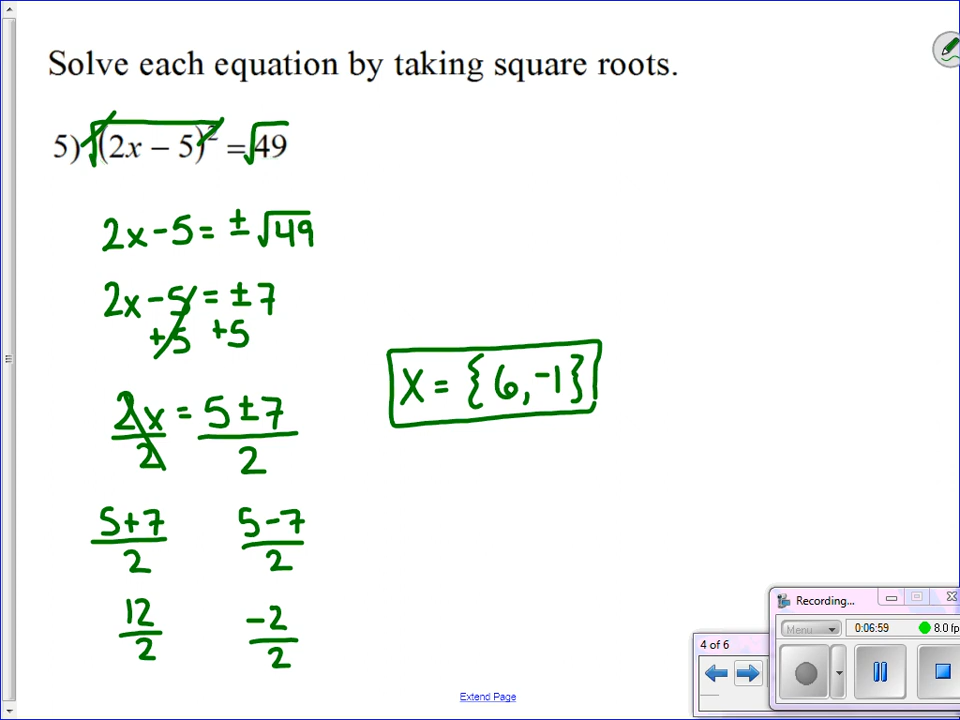 Solve each equation by taking square roots.
5) √(2x − 5)² = √49
2x − 5 = ± √49
2x − 5 = ± 7
+5 +5
2x = 5 ± 7
2 2
5+7 5−7
2 2
12 −2
2 2
X = {6, −1}
Recording...
Menu
0:06:59
8.0 fp
4 of 6
Extend Page